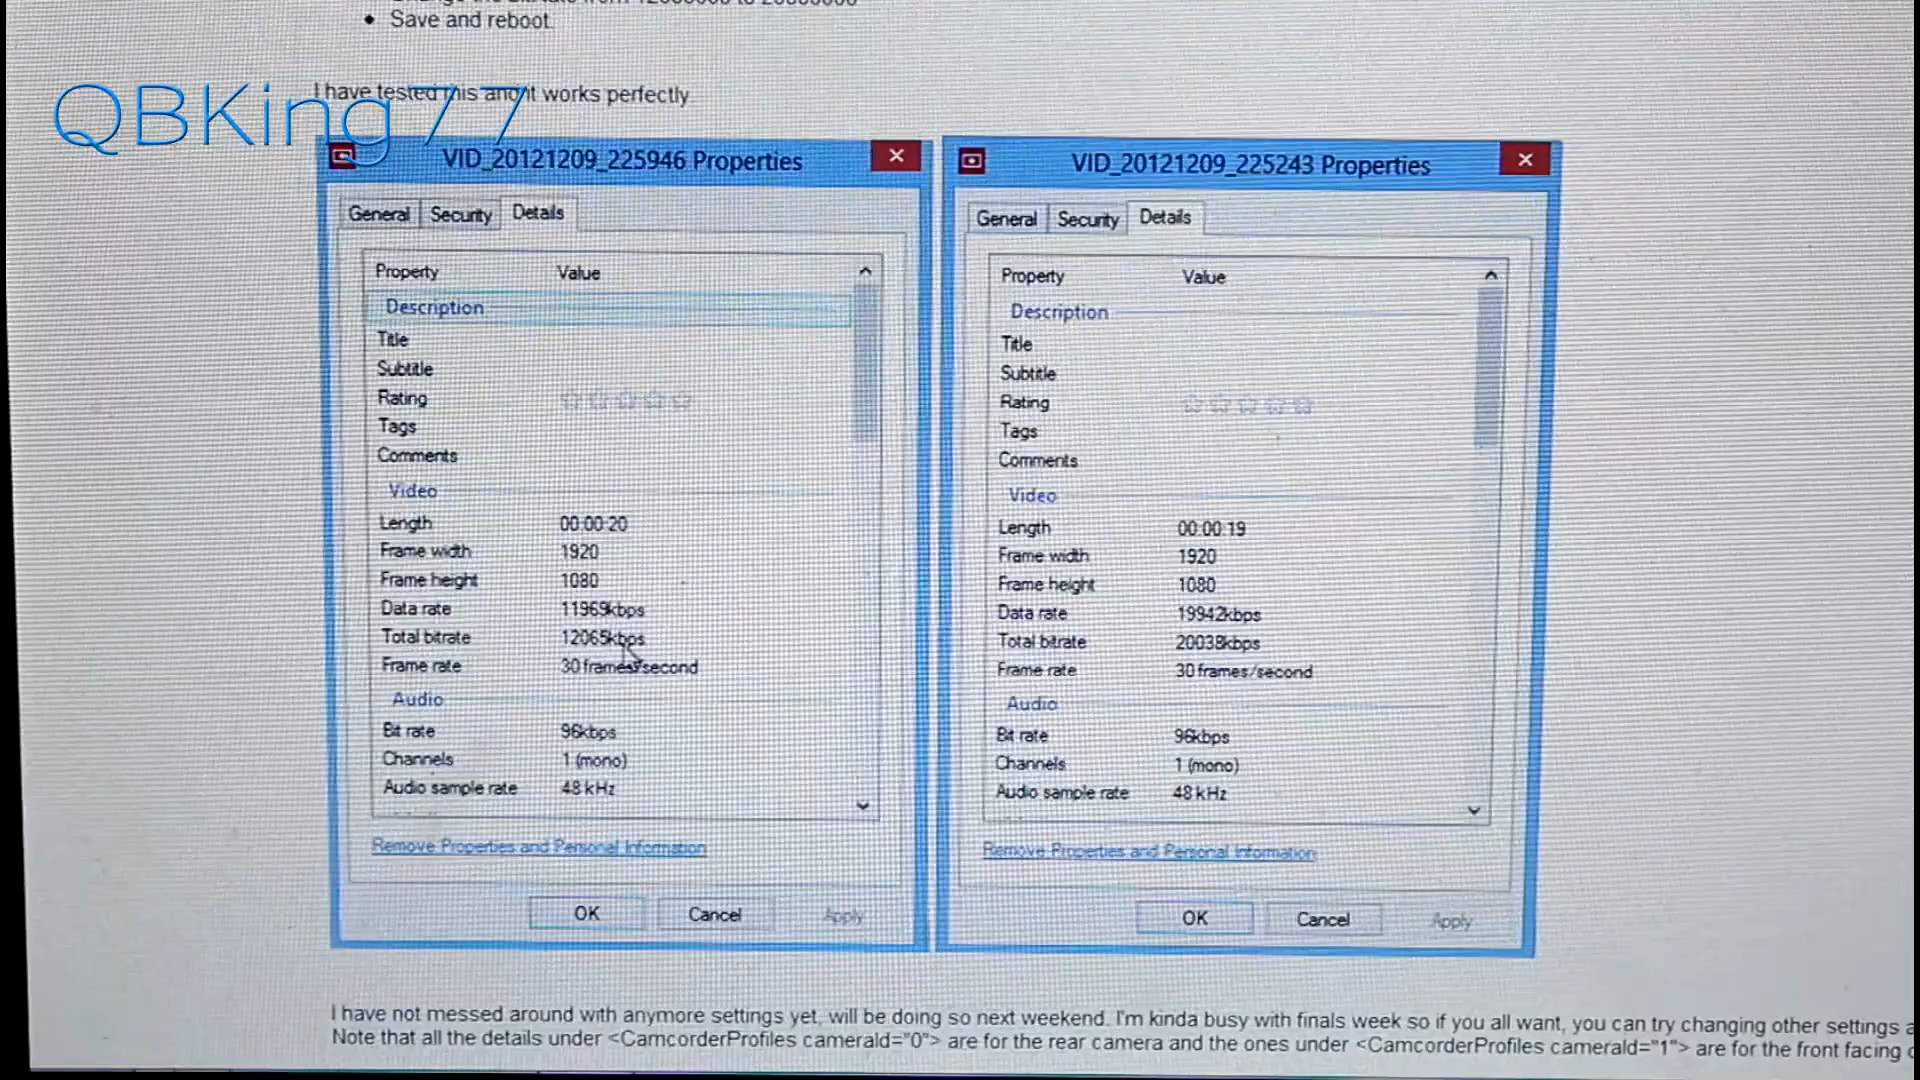 Save and reboot.
I have tested this and it works perfectly
QBKing77
VID_20121209_225946 Properties
General Security Details
Property Value
Description
Title
Subtitle
Rating
Tags
Comments
Video
Length 00:00:20
Frame width 1920
Frame height 1080
Data rate 11969kbps
Total bitrate 12065kbps
Frame rate 30 frames/second
Audio
Bit rate 96kbps
Channels 1 (mono)
Audio sample rate 48 kHz
Remove Properties and Personal Information
OK Cancel Apply
VID_20121209_225243 Properties
General Security Details
Property Value
Description
Title
Subtitle
Rating
Tags
Comments
Video
Length 00:00:19
Frame width 1920
Frame height 1080
Data rate 19942kbps
Total bitrate 20038kbps
Frame rate 30 frames/second
Audio
Bit rate 96kbps
Channels 1 (mono)
Audio sample rate 48 kHz
Remove Properties and Personal Information
OK Cancel Apply
I have not messed around with anymore settings yet, will be doing so next weekend. I'm kinda busy with finals week so if you all want, you can try changing other settings
Note that all the details under <CamcorderProfiles cameraId="0"> are for the rear camera and the ones under <CamcorderProfiles cameraId="1"> are for the front facing